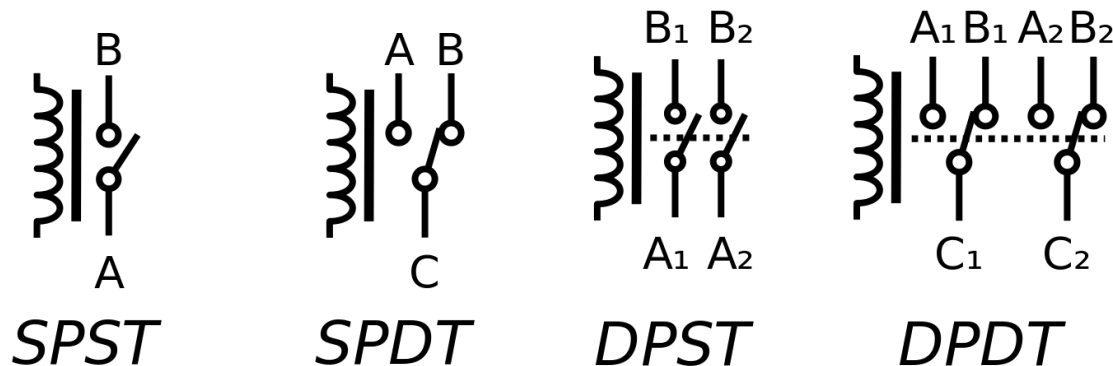 B
A
SPST
A B
C
SPDT
B₁ B₂
A₁ A₂
DPST
A₁ B₁ A₂ B₂
C₁ C₂
DPDT